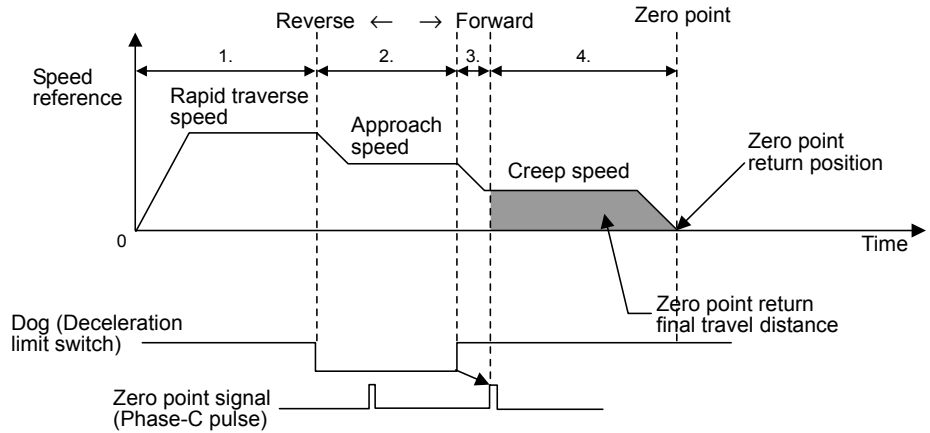 Reverse ← → Forward
Zero point
1.
2.
3.
4.
Speed
reference
Rapid traverse
speed
Approach
speed
Creep speed
Zero point
return position
0
Time
Zero point return
final travel distance
Dog (Deceleration
limit switch)
Zero point signal
(Phase-C pulse)